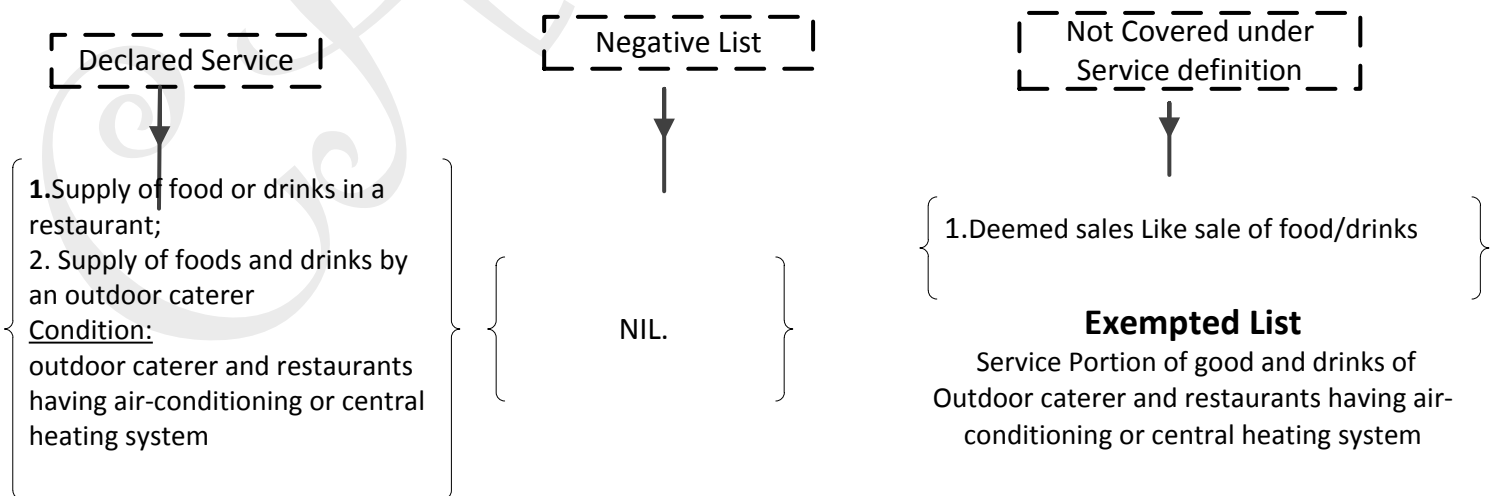 Declared Service
1.Supply of food or drinks in a
restaurant;
2. Supply of foods and drinks by
an outdoor caterer
Condition:
outdoor caterer and restaurants
having air-conditioning or central
heating system
Negative List
NIL.
Not Covered under
Service definition
1.Deemed sales Like sale of food/drinks
Exempted List
Service Portion of good and drinks of
Outdoor caterer and restaurants having air-
conditioning or central heating system